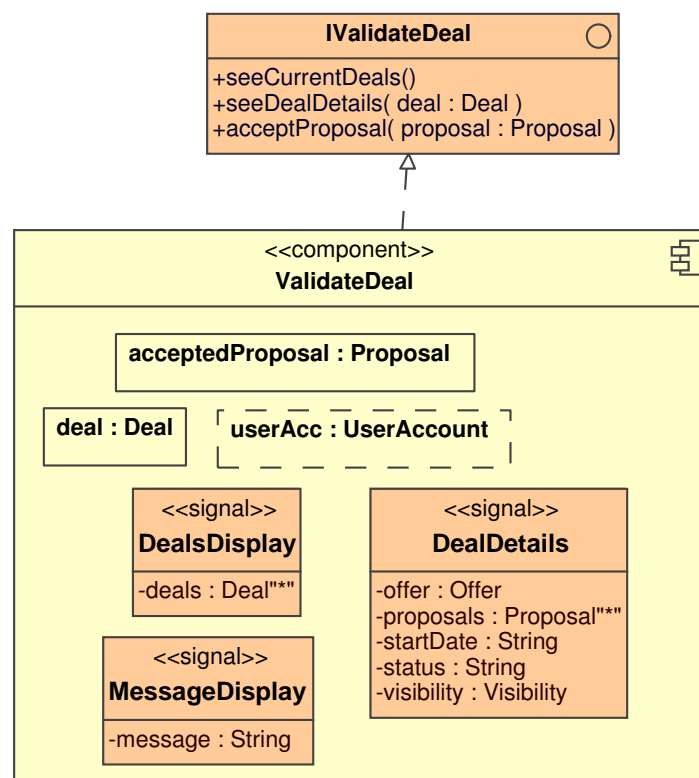 IValidateDeal
+seeCurrentDeals()
+seeDealDetails( deal : Deal )
+acceptProposal( proposal : Proposal )
<<component>>
ValidateDeal
acceptedProposal : Proposal
deal : Deal
userAcc : UserAccount
<<signal>>
DealsDisplay
-deals : Deal"*"
<<signal>>
DealDetails
-offer : Offer
-proposals : Proposal"*"
-startDate : String
-status : String
-visibility : Visibility
<<signal>>
MessageDisplay
-message : String